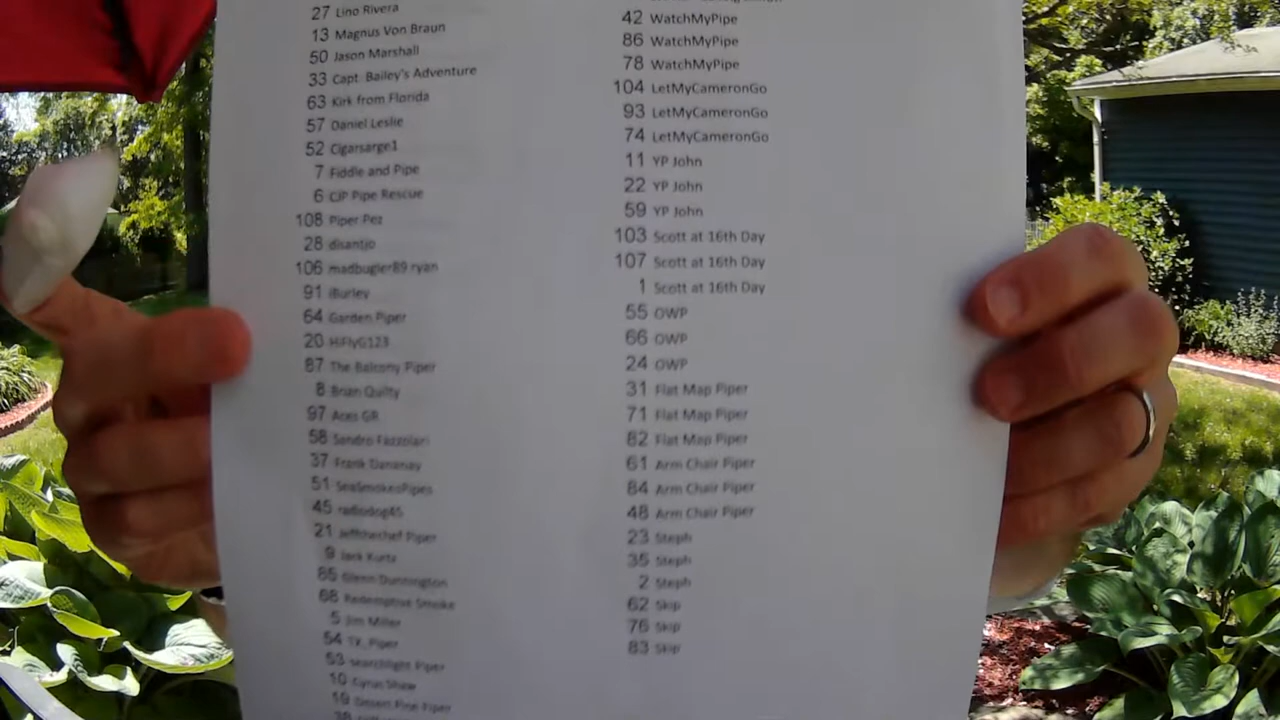 27 Lino Rivera
13 Magnus Von Braun
50 Jason Marshall
33 Capt. Bailey's Adventure
63 Kirk from Florida
57 Daniel Leslie
52 Cigarsarge1
7 Fiddle and Pipe
6 CJP Pipe Rescue
108 Piper Pez
28 disantjo
106 madbugler89 ryan
91 iBurley
64 Garden Piper
20 HiFlyG123
87 The Balcony Piper
8 Brian Quilty
97 Aces GR
58 Sandro Fazzolari
37 Frank
51 SeaSmokesPipes
45 radiodog45
21 Jeffthechef Piper
9 Jack Kurtz
85 Glenn Dunnington
68 Redemptive Smoke
5 Jim Miller
54 TX_Piper
53 Searchlight Piper
10 Cyrus Shaw
19 Desert Pine Piper
42 WatchMyPipe
86 WatchMyPipe
78 WatchMyPipe
104 LetMyCameronGo
93 LetMyCameronGo
74 LetMyCameronGo
11 YP John
22 YP John
59 YP John
103 Scott at 16th Day
107 Scott at 16th Day
1 Scott at 16th Day
55 OWP
66 OWP
24 OWP
31 Flat Map Piper
71 Flat Map Piper
82 Flat Map Piper
61 Arm Chair Piper
84 Arm Chair Piper
48 Arm Chair Piper
23 Steph
35 Steph
2 Steph
62 Skip
76 Skip
83 Skip